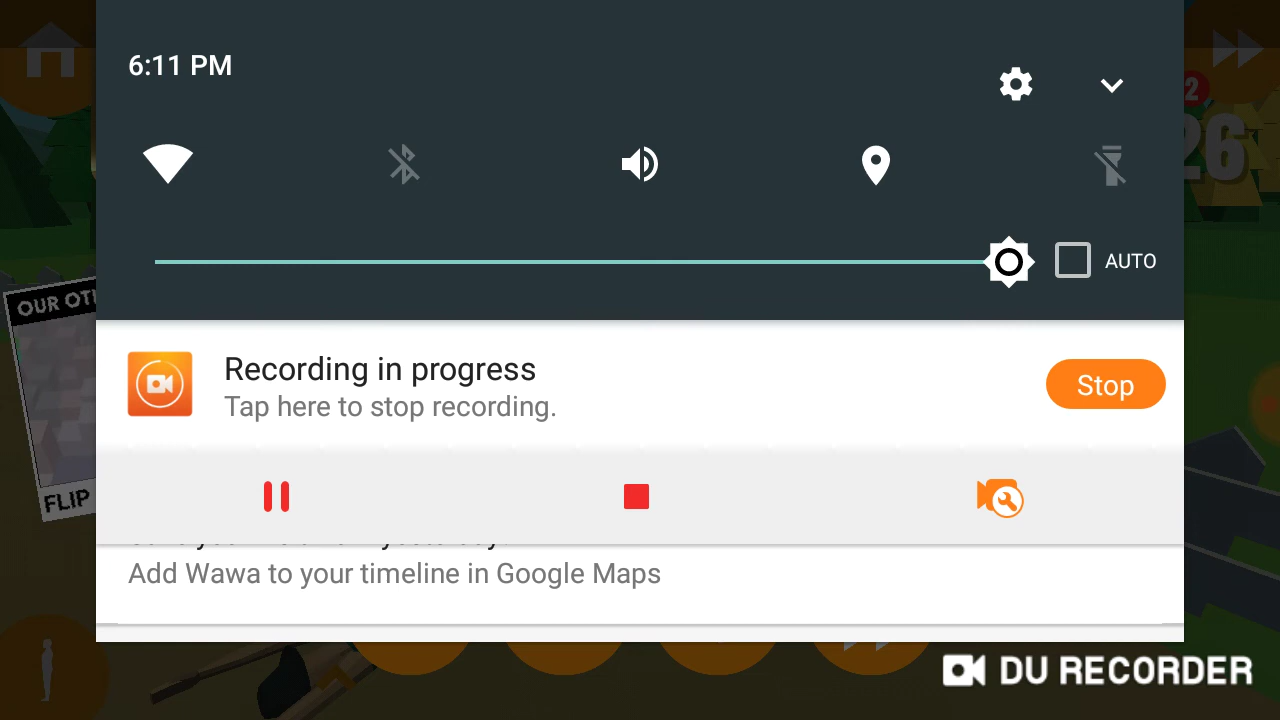 6:11 PM
2
26
AUTO
OUR OT
Recording in progress
Tap here to stop recording.
Stop
FLIP
Add Wawa to your timeline in Google Maps
DU RECORDER